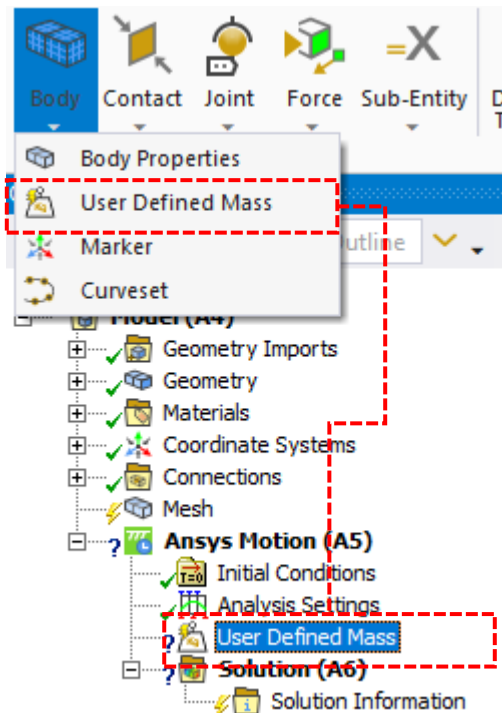 Body Contact Joint Force Sub-Entity
Body Properties
User Defined Mass
Marker
Curveset
Model (A4)
Geometry Imports
Geometry
Materials
Coordinate Systems
Connections
Mesh
Ansys Motion (A5)
T=0 Initial Conditions
Analysis Settings
User Defined Mass
Solution (A6)
Solution Information